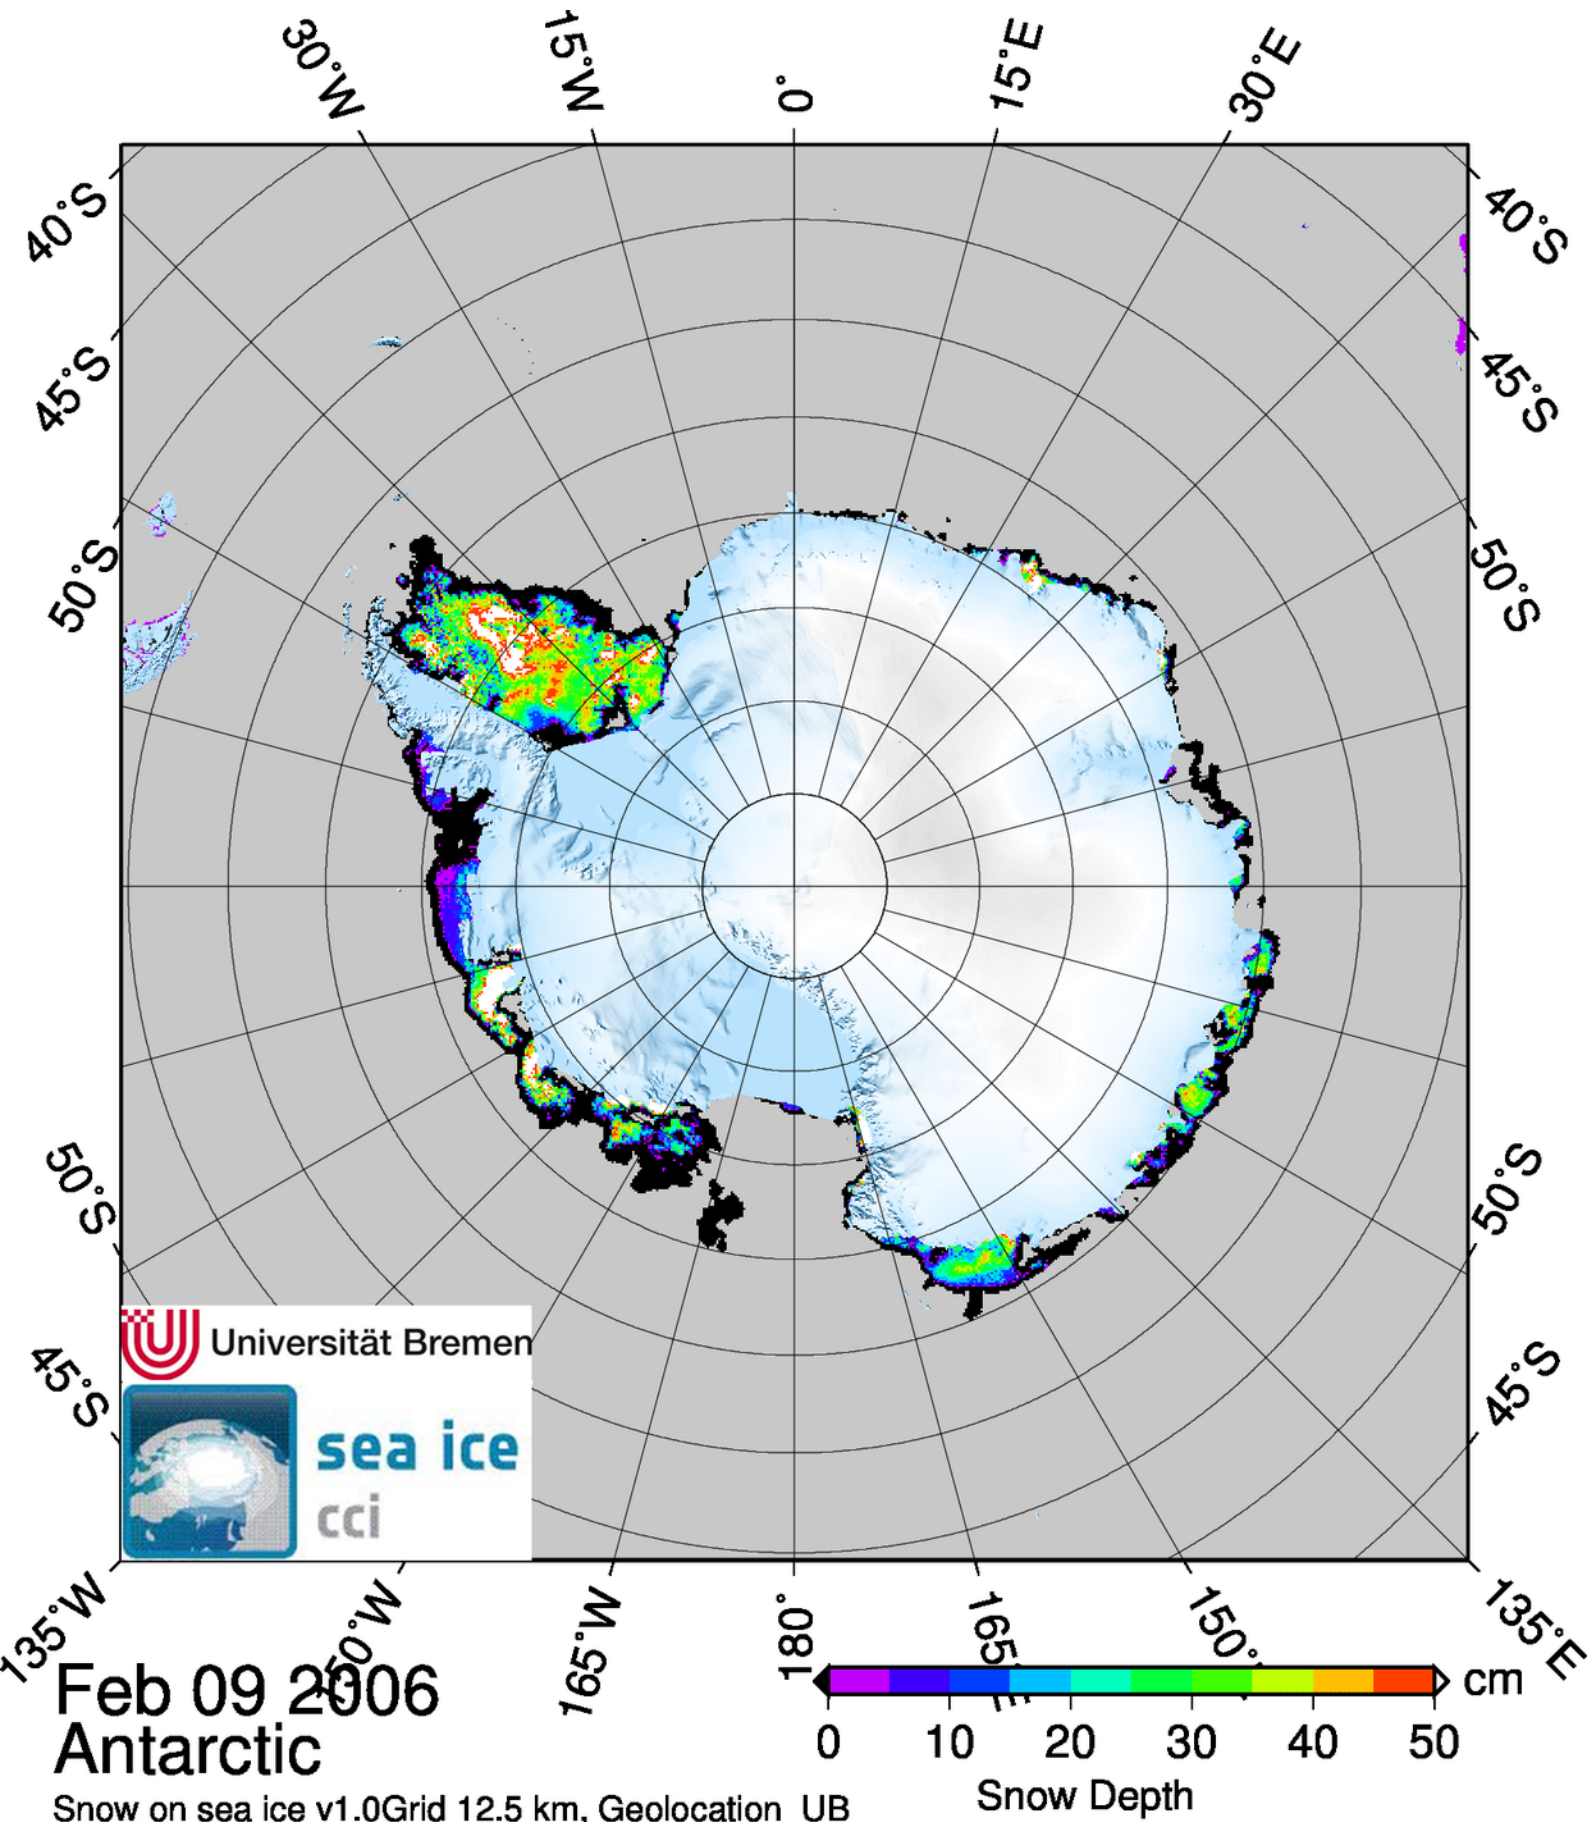 30°W
15°W
0°
15°E
30°E
40°S
40°S
45°S
45°S
50°S
50°S
50°S
50°S
45°S
45°S
Universität Bremen
sea ice
cci
135°W
165°W
180°
135°E
Feb 09 2006
Antarctic
cm
0 10 20 30 40 50
Snow Depth
Snow on sea ice v1.0Grid 12.5 km, Geolocation UB